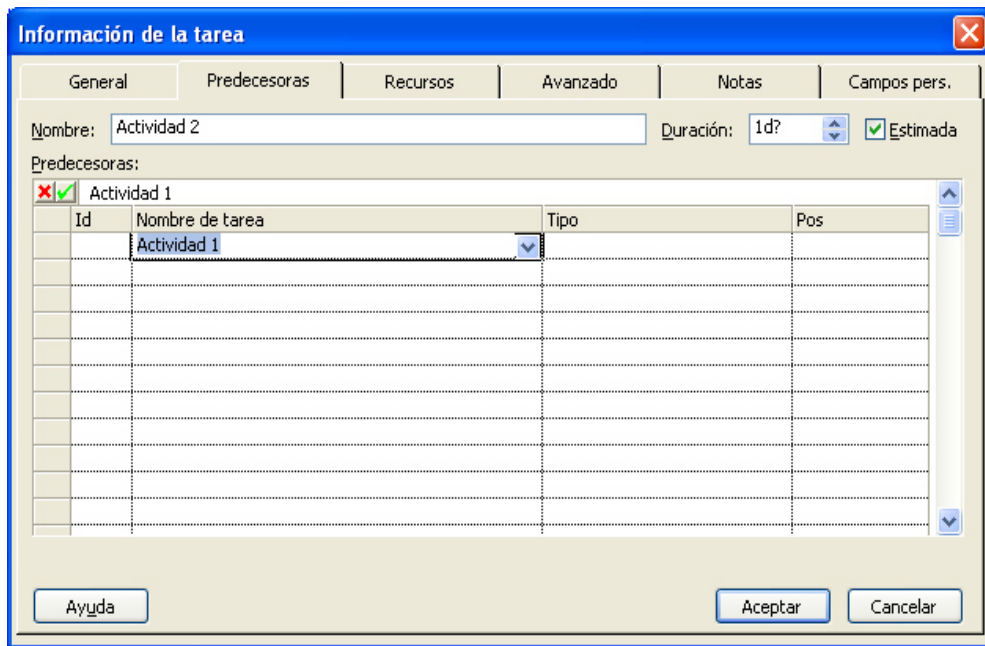 Información de la tarea
General Predecesoras Recursos Avanzado Notas Campos pers.
Nombre: Actividad 2 Duración: 1d? Estimada
Predecesoras:
Actividad 1
Id Nombre de tarea Tipo Pos
Actividad 1
Ayuda Aceptar Cancelar